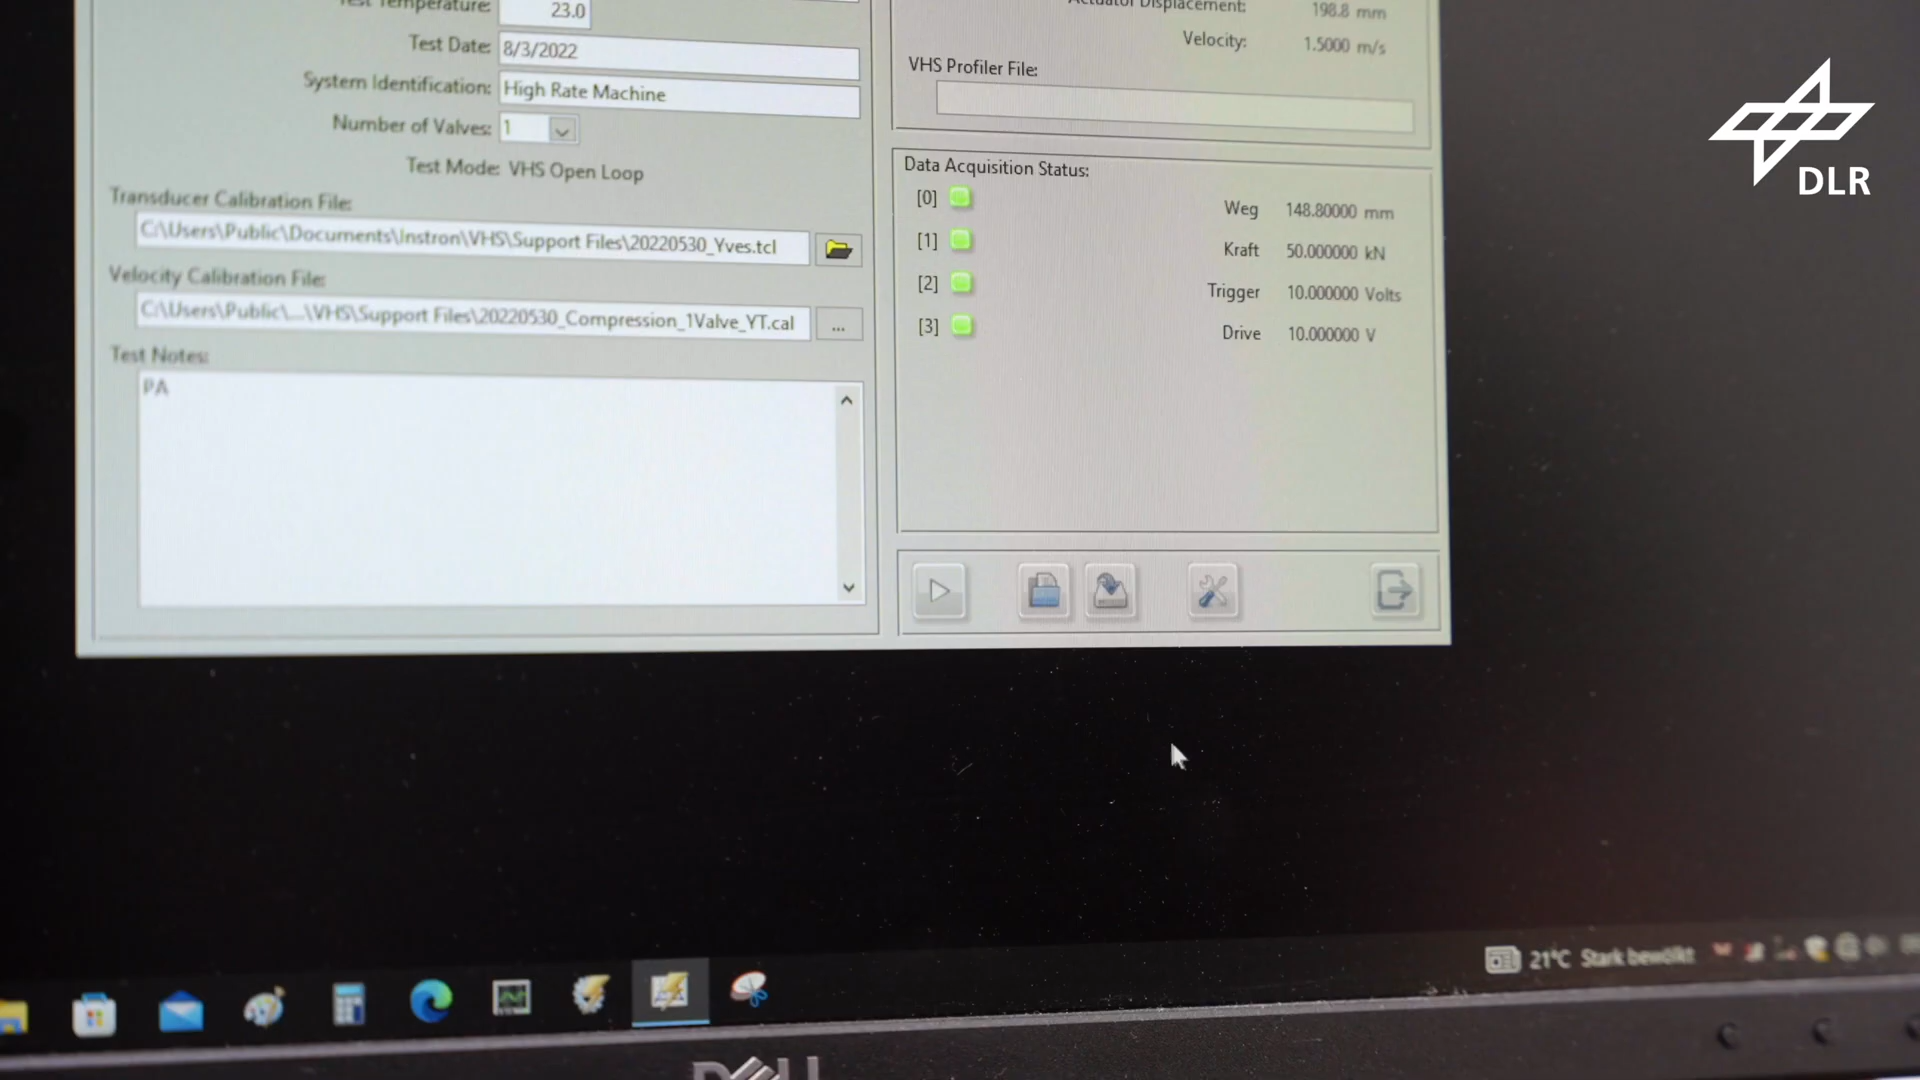 Test Temperature: 23.0
Test Date: 8/3/2022
System Identification: High Rate Machine
Number of Valves: 1
Test Mode: VHS Open Loop
Transducer Calibration File:
C:\Users\Public\Documents\Instron\VHS\Support Files\20220530_Yves.tcl
Velocity Calibration File:
C:\Users\Public\...\VHS\Support Files\20220530_Compression_1Valve_YT.cal
...
Test Notes:
PA
Actuator Displacement: 198.8 mm
Velocity: 1.5000 m/s
VHS Profiler File:
Data Acquisition Status:
[0] Weg 148.80000 mm
[1] Kraft 50.000000 kN
[2] Trigger 10.000000 Volts
[3] Drive 10.000000 V
DLR
21°C Stark bewölkt
DELL